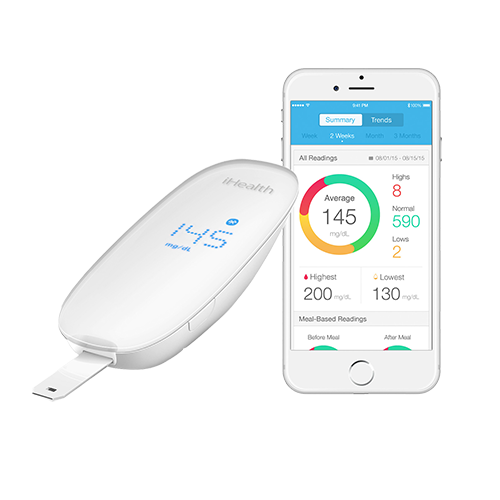 iHealth
145
mg/dL
9:41 PM
100%
Summary Trends
Week 2 Weeks Month 3 Months
All Readings 08/01/15 - 08/15/15
Average
145
mg/dL
Highs
8
Normal
590
Lows
2
Highest
200 mg/dL
Lowest
130 mg/dL
Meal-Based Readings
Before Meal After Meal